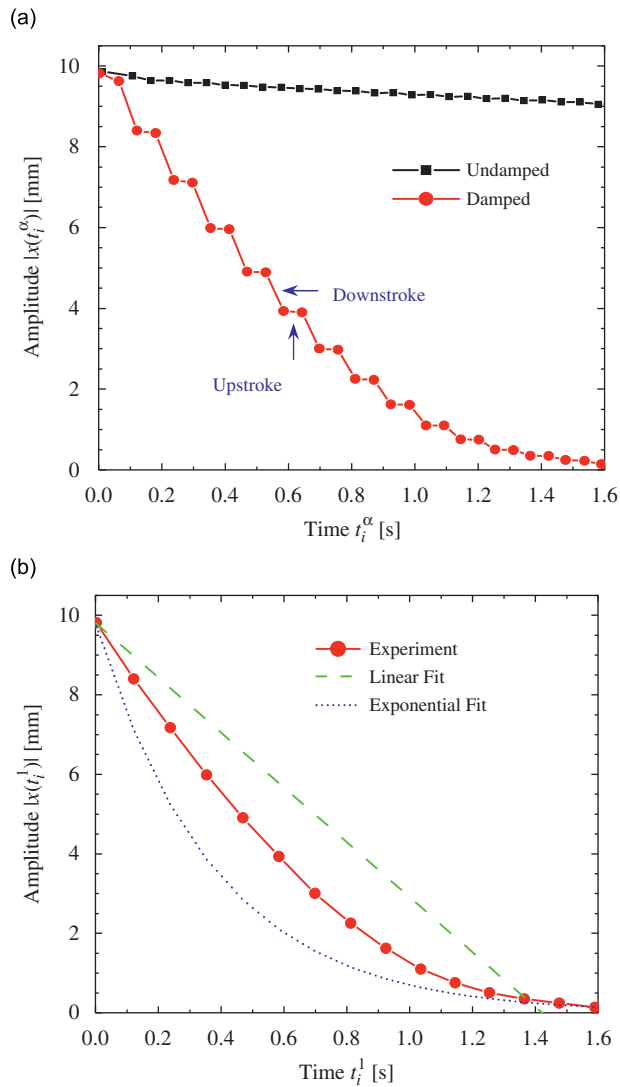 (a)
10
8
6
4
2
0
Amplitude |x(t_i^α)| [mm]
Undamped
Damped
Downstroke
Upstroke
0.0 0.2 0.4 0.6 0.8 1.0 1.2 1.4 1.6
Time t_i^α [s]
(b)
10
8
6
4
2
0
Amplitude |x(t_i^1)| [mm]
Experiment
Linear Fit
Exponential Fit
0.0 0.2 0.4 0.6 0.8 1.0 1.2 1.4 1.6
Time t_i^1 [s]